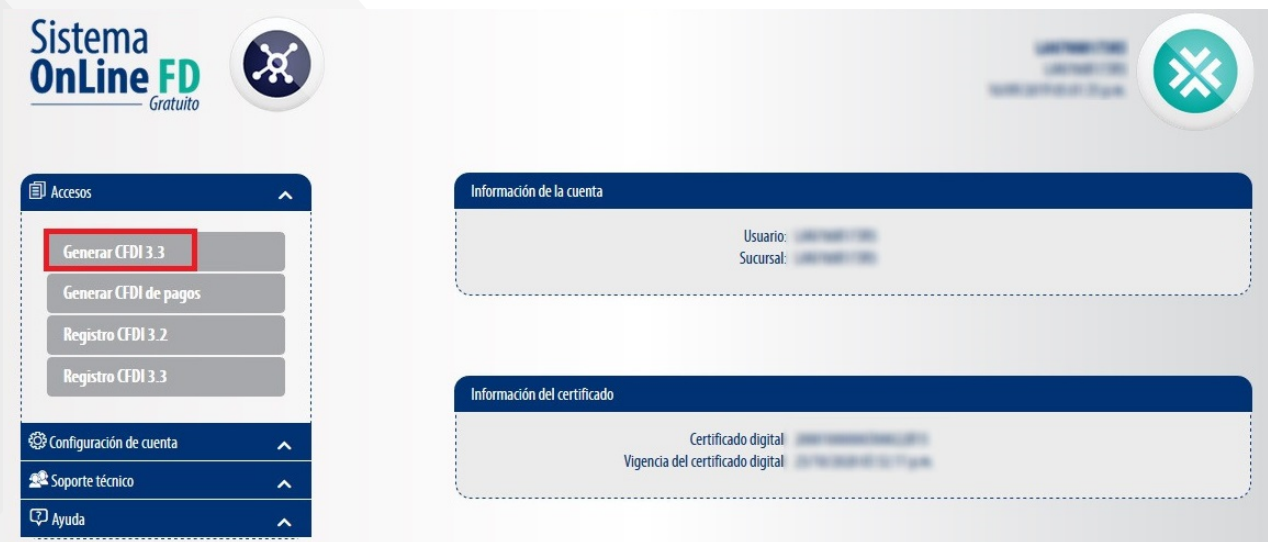 Sistema
OnLine FD
Gratuito
Accesos
Generar CFDI 3.3
Generar CFDI de pagos
Registro CFDI 3.2
Registro CFDI 3.3
Configuración de cuenta
Soporte técnico
Ayuda
Información de la cuenta
Usuario:
Sucursal:
Información del certificado
Certificado digital
Vigencia del certificado digital